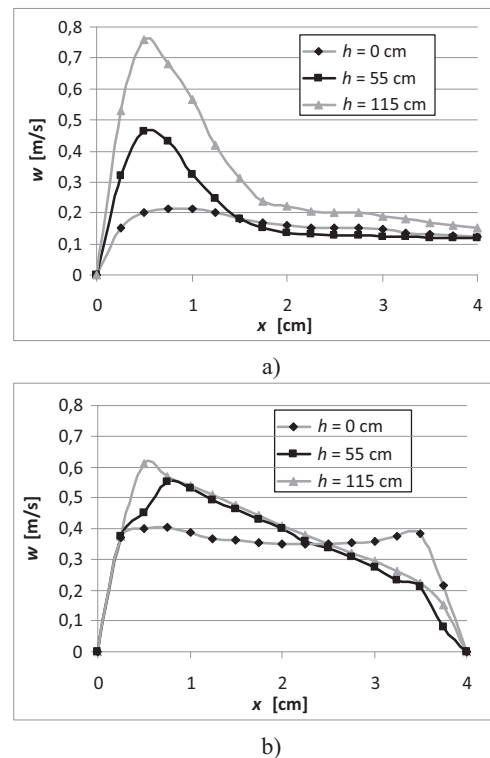 0,8
0,7
0,6
0,5
0,4
0,3
0,2
0,1
0
w [m/s]
h = 0 cm
h = 55 cm
h = 115 cm
0 1 2 3 4
x [cm]
a)
0,8
0,7
0,6
0,5
0,4
0,3
0,2
0,1
0
w [m/s]
h = 0 cm
h = 55 cm
h = 115 cm
0 1 2 3 4
x [cm]
b)